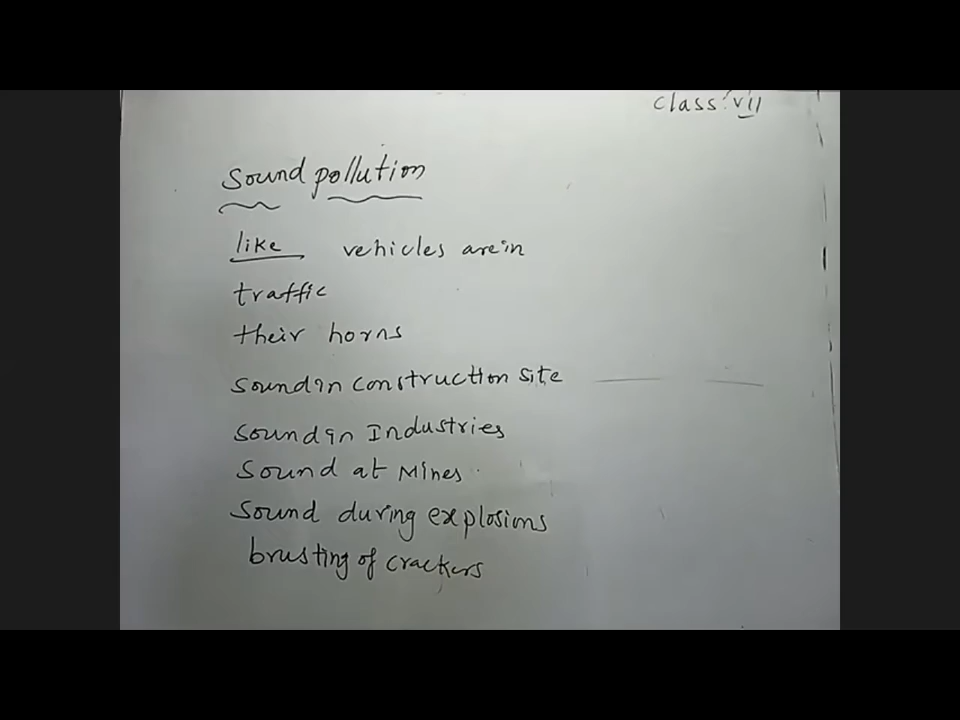 Class: VII
Sound pollution
like vehicles are in
traffic
their horns
Sound in construction site
Sound in Industries
Sound at Mines
Sound during explosions
brusting of crackers